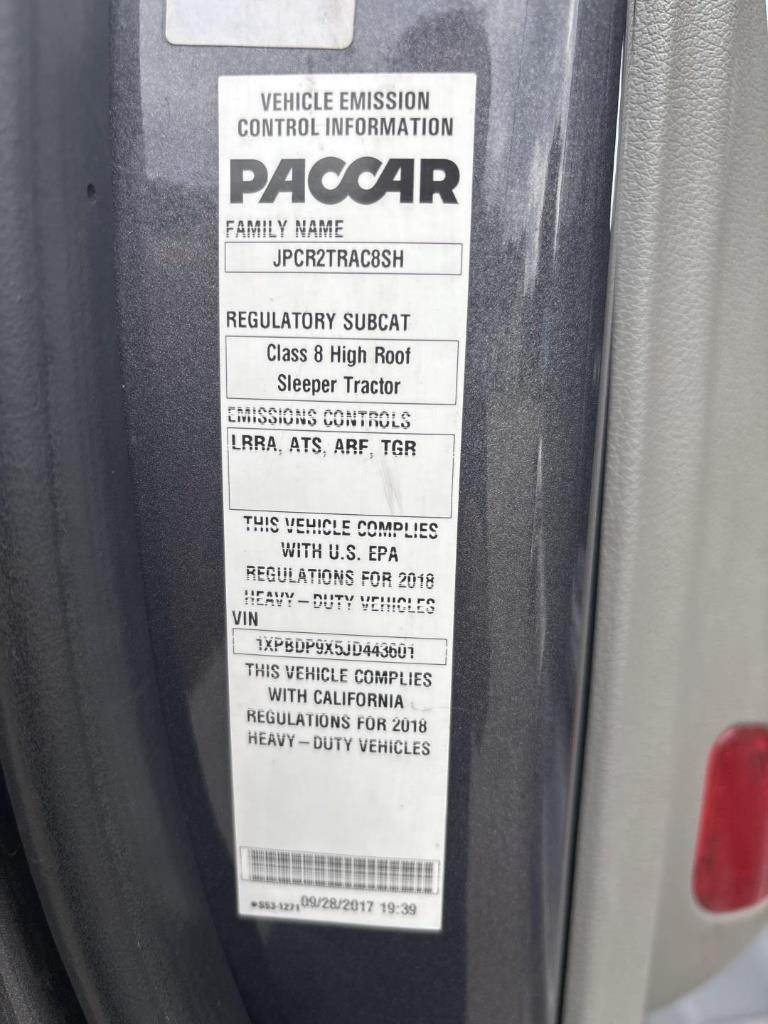 VEHICLE EMISSION
CONTROL INFORMATION
PACCAR
FAMILY NAME
JPCR2TRAC8SH
REGULATORY SUBCAT
Class 8 High Roof
Sleeper Tractor
EMISSIONS CONTROLS
LRRA, ATS, ARF, TGR
THIS VEHICLE COMPLIES
WITH U.S. EPA
REGULATIONS FOR 2018
HEAVY-DUTY VEHICLES
VIN
1XPBDP9X5JD443601
THIS VEHICLE COMPLIES
WITH CALIFORNIA
REGULATIONS FOR 2018
HEAVY-DUTY VEHICLES
*S53-1271 09/28/2017 19:39